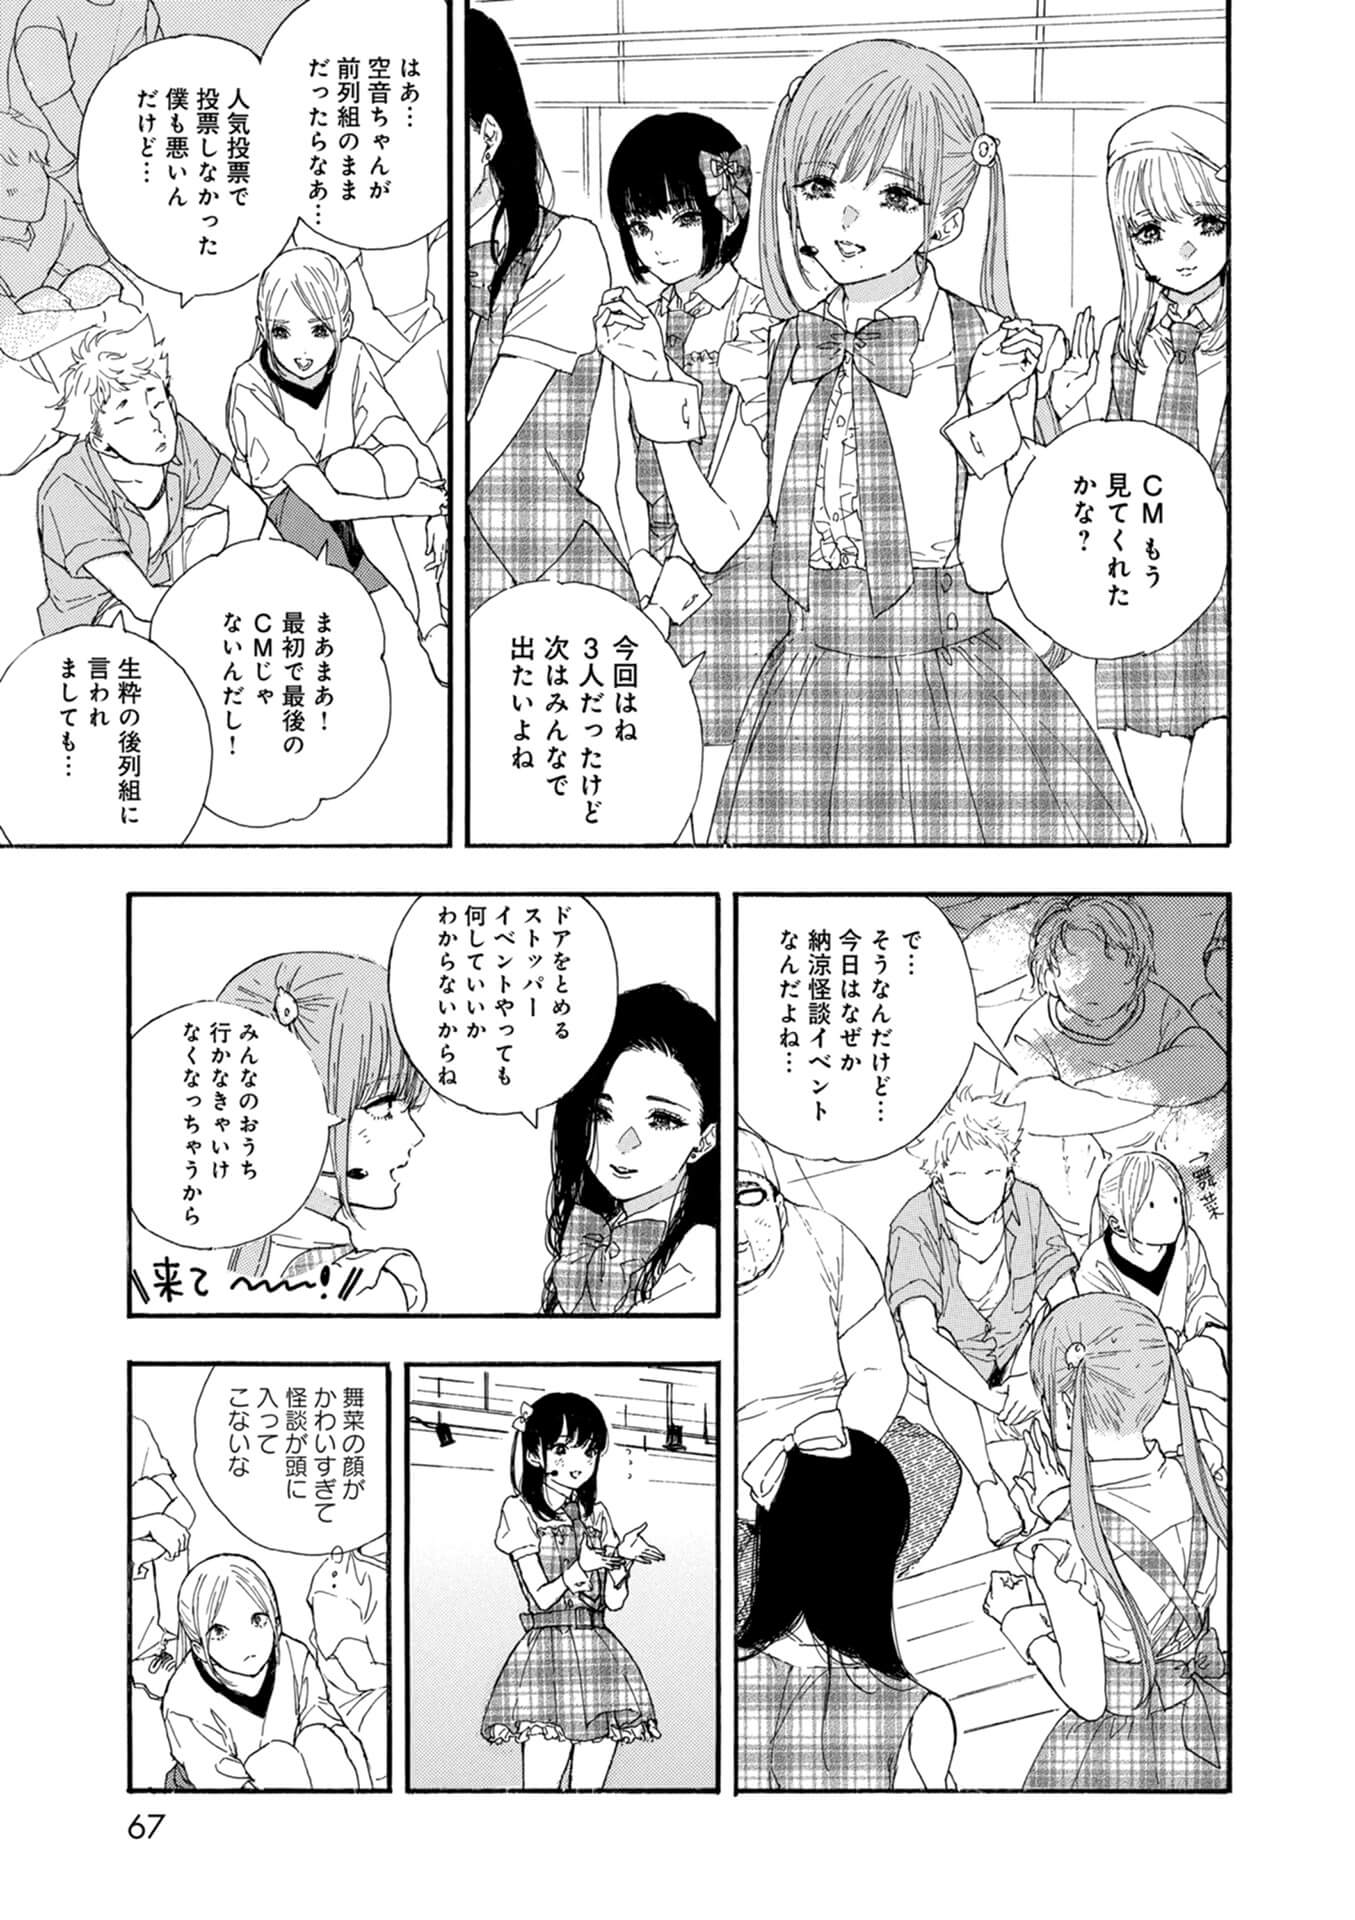 CMもう
見てくれた
かな？
今回はね
3人だったけど
次はみんなで
出たいよね
はあ…
空音ちゃんが
前列組のまま
だったらなあ…
人気投票で
投票しなかった
僕も悪いん
だけど…
まあまあ！
最初で最後の
CMじゃ
ないんだし！
生粋の後列組に
言われ
ましても…
で…
そうなんだけど…
今日はなぜか
納涼怪談イベント
なんだよね…
舞菜
ドアをとめる
ストッパー
イベントやっても
何していいか
わからないからね
みんなのおうち
行かなきゃいけ
なくなっちゃうから
来て〜〜〜！
舞菜の顔が
かわいすぎて
怪談が頭に
入って
こないな
67